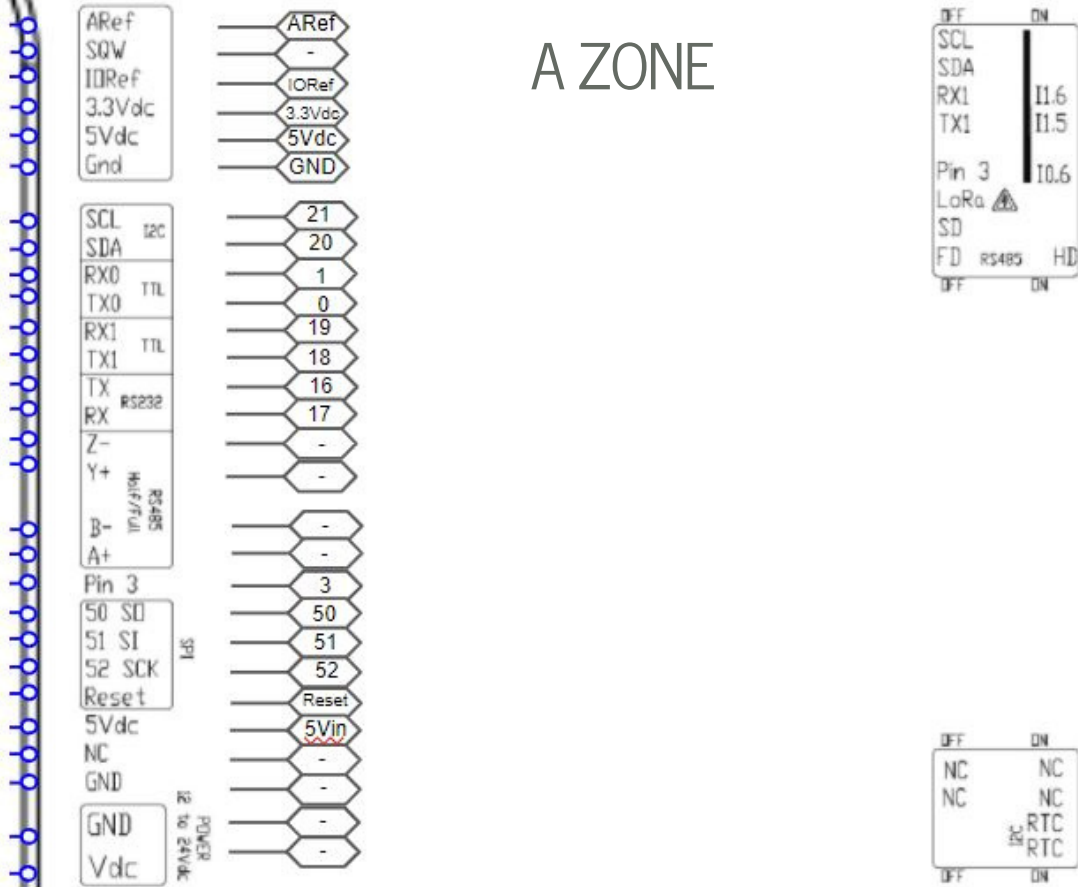 A ZONE
ARef
SQW
IORef
3.3Vdc
5Vdc
Gnd
ARef
-
IORef
3.3Vdc
5Vdc
GND
SCL
SDA
I2C
RX0
TX0
TTL
RX1
TX1
TTL
TX
RX
RS232
Z-
Y+
B-
A+
RS485
Half/Full
Pin 3
50 SO
51 SI
52 SCK
Reset
SPI
5Vdc
NC
GND
GND
Vdc
POWER
12 to 24Vdc
21
20
1
0
19
18
16
17
-
-
-
-
3
50
51
52
Reset
5Vin
-
-
-
-
OFF ON
SCL
SDA
RX1 I1.6
TX1 I1.5
Pin 3 I0.6
LoRa
SD
FD RS485 HD
OFF ON
OFF ON
NC NC
NC NC
I2C
RTC
RTC
OFF ON